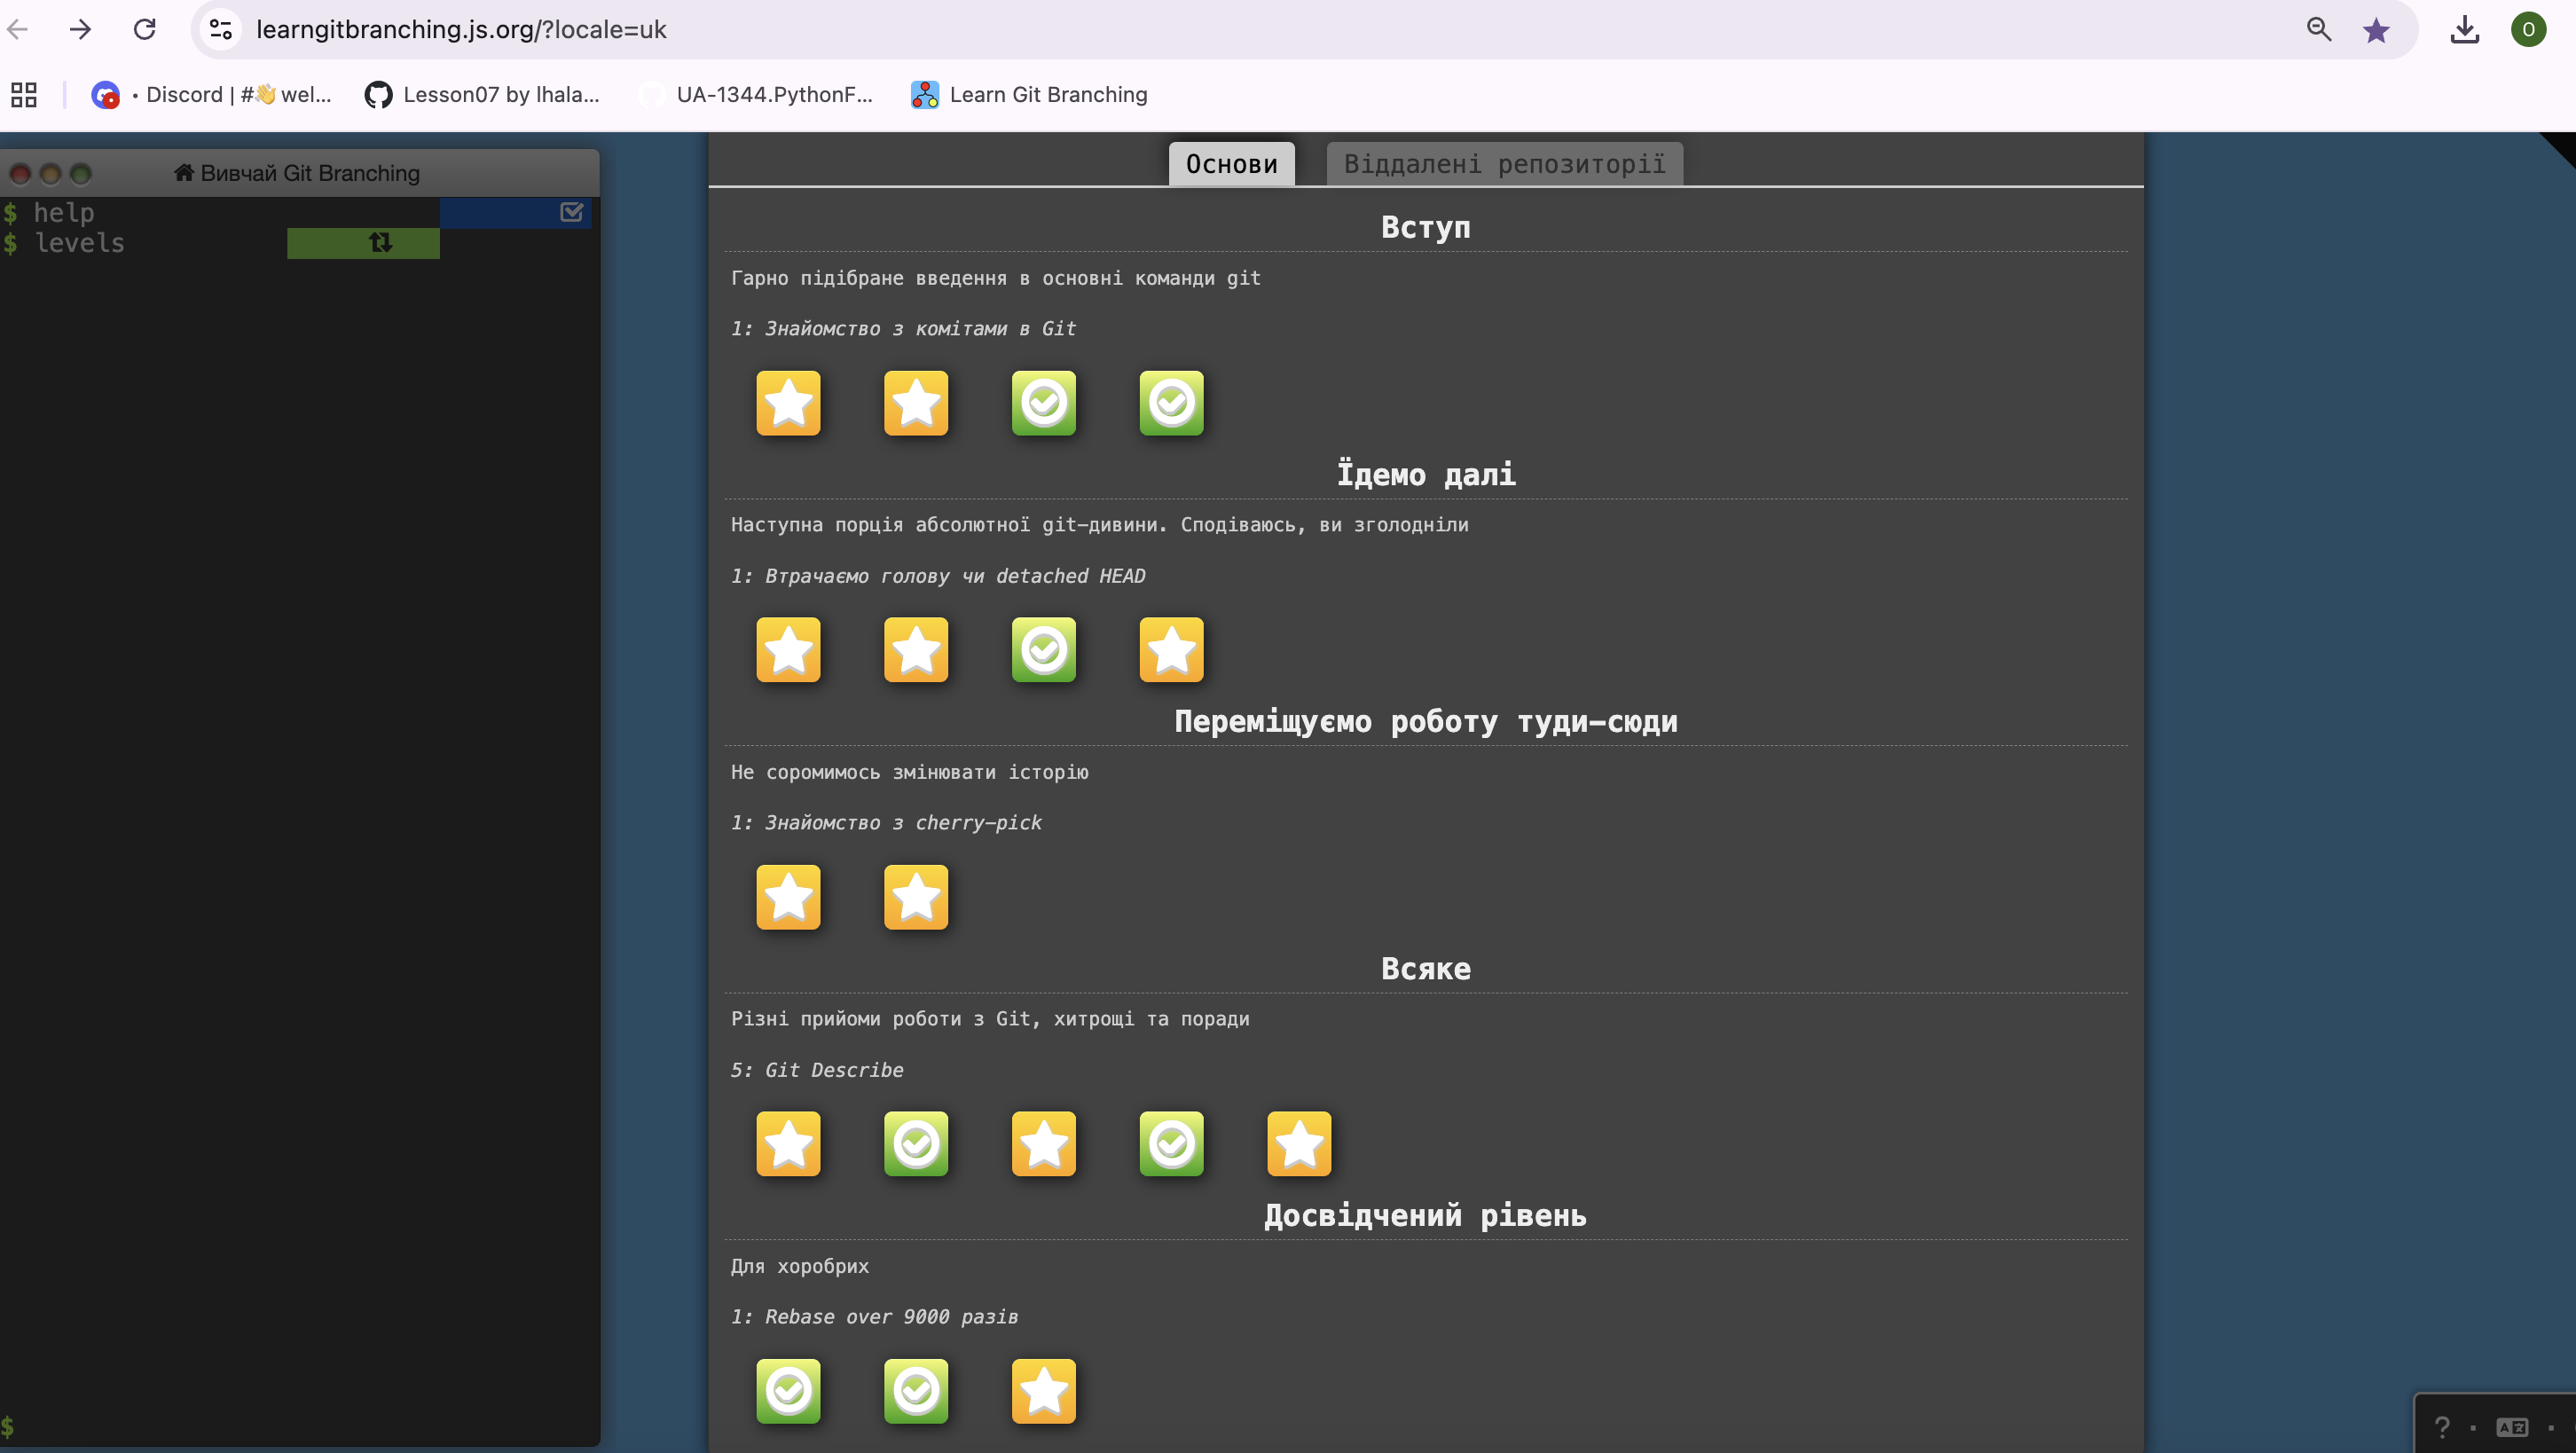 learngitbranching.js.org/?locale=uk
O
• Discord | #👋 wel...
Lesson07 by lhala...
UA-1344.PythonF...
Learn Git Branching
Вивчай Git Branching
$ help
$ levels
$
Основи
Віддалені репозиторії
Вступ
Гарно підібране введення в основні команди git
1: Знайомство з комітами в Git
Їдемо далі
Наступна порція абсолютної git-дивини. Сподіваюсь, ви зголодніли
1: Втрачаємо голову чи detached HEAD
Переміщуємо роботу туди-сюди
Не соромимось змінювати історію
1: Знайомство з cherry-pick
Всяке
Різні прийоми роботи з Git, хитрощі та поради
5: Git Describe
Досвідчений рівень
Для хоробрих
1: Rebase over 9000 разів
? ·